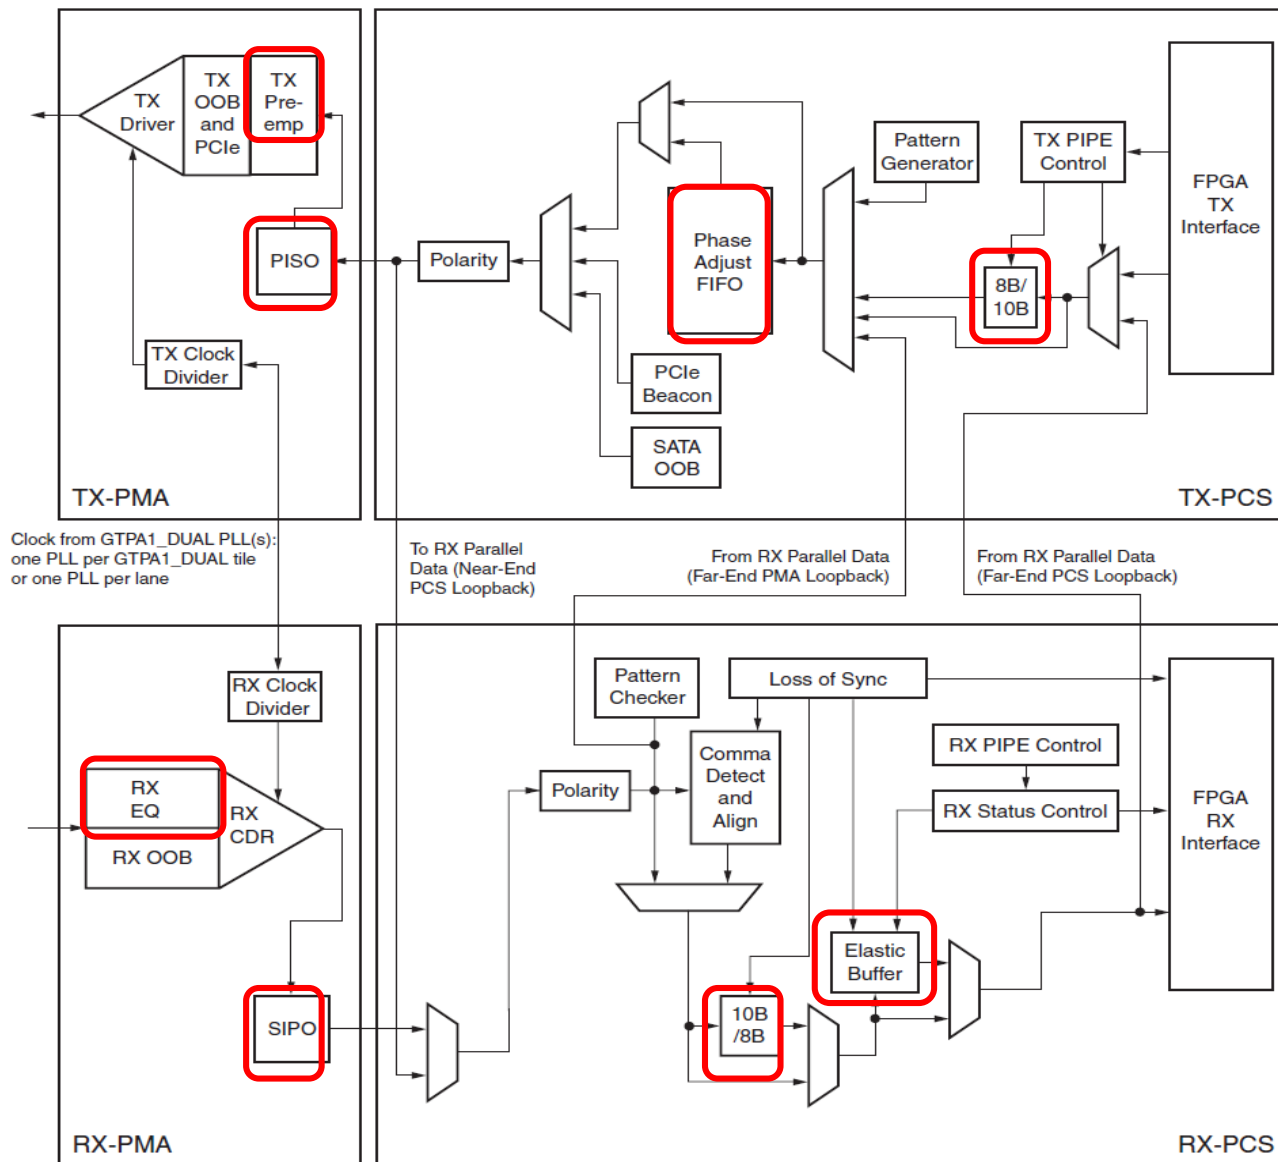 TX
Driver
TX
OOB
and
PCIe
TX
Pre-
emp
PISO
TX Clock
Divider
TX-PMA
Polarity
Phase
Adjust
FIFO
PCIe
Beacon
SATA
OOB
Pattern
Generator
TX PIPE
Control
8B/
10B
FPGA
TX
Interface
TX-PCS
Clock from GTPA1_DUAL PLL(s):
one PLL per GTPA1_DUAL tile
or one PLL per lane
To RX Parallel
Data (Near-End
PCS Loopback)
From RX Parallel Data
(Far-End PMA Loopback)
From RX Parallel Data
(Far-End PCS Loopback)
RX Clock
Divider
RX
EQ
RX
CDR
RX OOB
SIPO
RX-PMA
Pattern
Checker
Loss of Sync
Polarity
Comma
Detect
and
Align
RX PIPE Control
RX Status Control
FPGA
RX
Interface
Elastic
Buffer
10B
/8B
RX-PCS